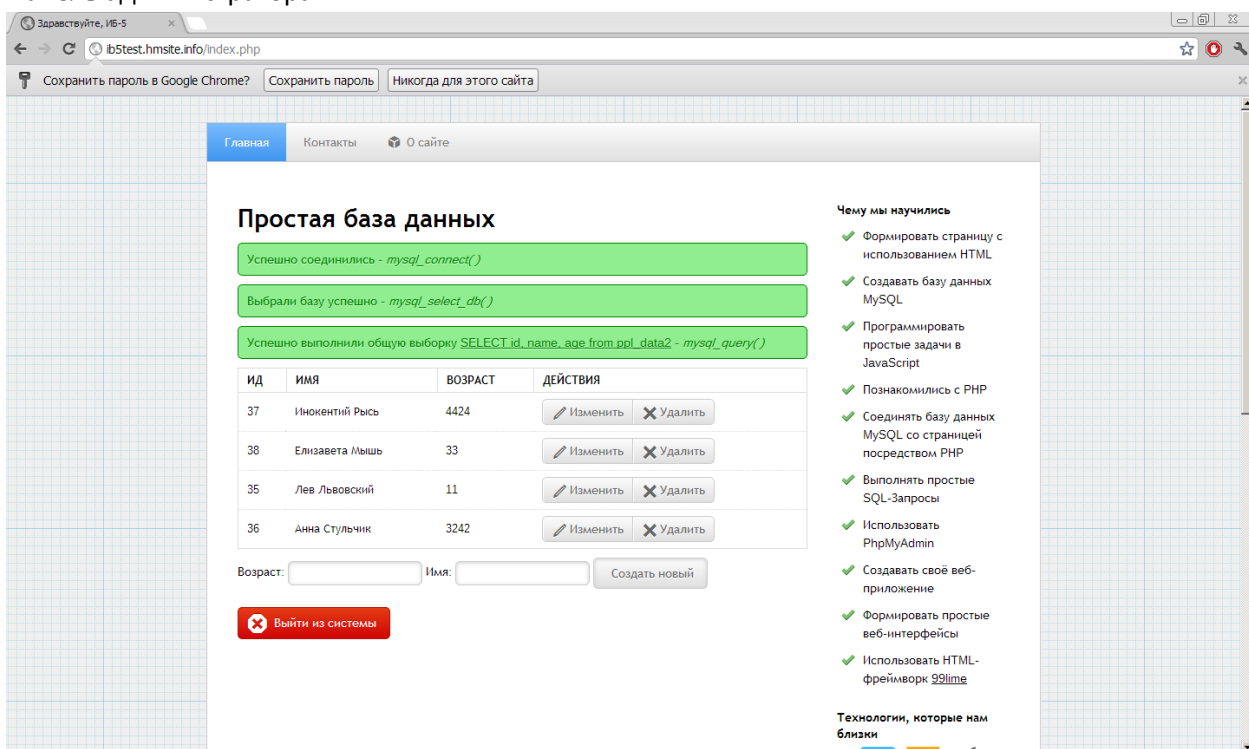 Здравствуйте, ИБ-5
ib5test.hmsite.info/index.php
Сохранить пароль в Google Chrome? Сохранить пароль Никогда для этого сайта
Главная Контакты О сайте
Простая база данных
Успешно соединились - mysql_connect( )
Выбрали базу успешно - mysql_select_db( )
Успешно выполнили общую выборку SELECT id, name, age from ppl_data2 - mysql_query( )
ИД ИМЯ ВОЗРАСТ ДЕЙСТВИЯ
37 Инокентий Рысь 4424 Изменить Удалить
38 Елизавета Мышь 33 Изменить Удалить
35 Лев Львовский 11 Изменить Удалить
36 Анна Стульчик 3242 Изменить Удалить
Возраст: Имя: Создать новый
Выйти из системы
Чему мы научились
Формировать страницу с
использованием HTML
Создавать базу данных
MySQL
Программировать
простые задачи в
JavaScript
Познакомились с PHP
Соединять базу данных
MySQL со страницей
посредством PHP
Выполнять простые
SQL-Запросы
Использовать
PhpMyAdmin
Создавать своё веб-
приложение
Формировать простые
веб-интерфейсы
Использовать HTML-
фреймворк 99lime
Технологии, которые нам
близки